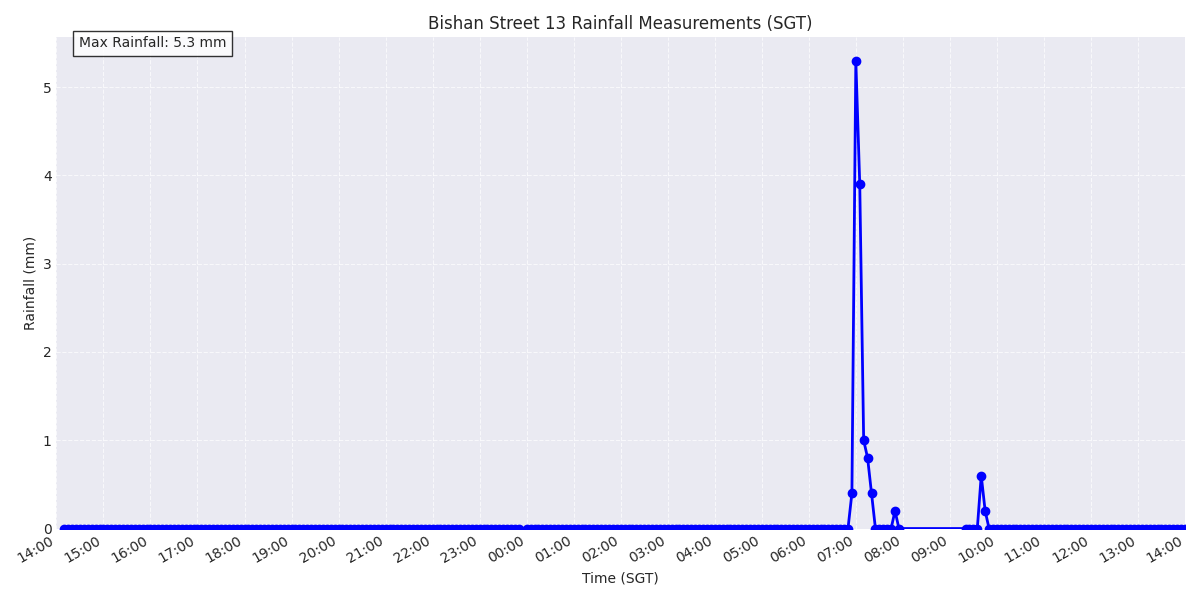 Bishan Street 13 Rainfall Measurements (SGT)
Max Rainfall: 5.3 mm
Rainfall (mm)
5
4
3
2
1
0
14:00 15:00 16:00 17:00 18:00 19:00 20:00 21:00 22:00 23:00 00:00 01:00 02:00 03:00 04:00 05:00 06:00 07:00 08:00 09:00 10:00 11:00 12:00 13:00 14:00
Time (SGT)